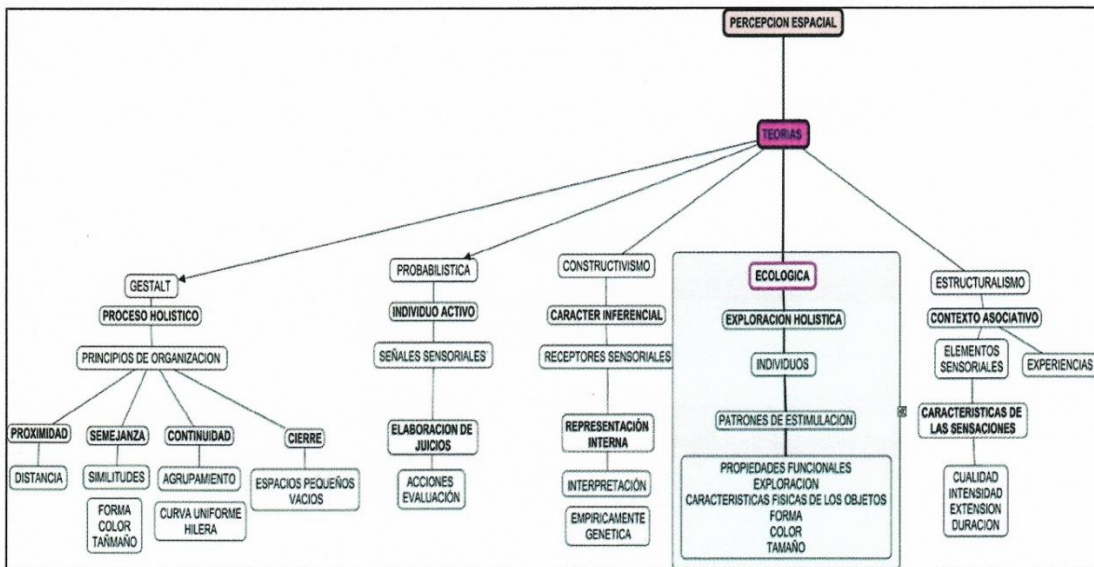 PERCEPCION ESPACIAL
TEORIAS
GESTALT
PROCESO HOLISTICO
PRINCIPIOS DE ORGANIZACION
PROXIMIDAD
DISTANCIA
SEMEJANZA
SIMILITUDES
FORMA
COLOR
TAÑMAÑO
CONTINUIDAD
AGRUPAMIENTO
CURVA UNIFORME
HILERA
CIERRE
ESPACIOS PEQUEÑOS
VACIOS
PROBABILISTICA
INDIVIDUO ACTIVO
SEÑALES SENSORIALES
ELABORACION DE
JUICIOS
ACCIONES
EVALUACIÓN
CONSTRUCTIVISMO
CARACTER INFERENCIAL
RECEPTORES SENSORIALES
REPRESENTACIÓN
INTERNA
INTERPRETACIÓN
EMPIRICAMENTE
GENETICA
ECOLOGICA
EXPLORACION HOLISTICA
INDIVIDUOS
PATRONES DE ESTIMULACION
PROPIEDADES FUNCIONALES
EXPLORACION
CARACTERISTICAS FISICAS DE LOS OBJETOS
FORMA
COLOR
TAMAÑO
ESTRUCTURALISMO
CONTEXTO ASOCIATIVO
ELEMENTOS
SENSORIALES
EXPERIENCIAS
CARACTERISTICAS DE
LAS SENSACIONES
CUALIDAD
INTENSIDAD
EXTENSION
DURACION